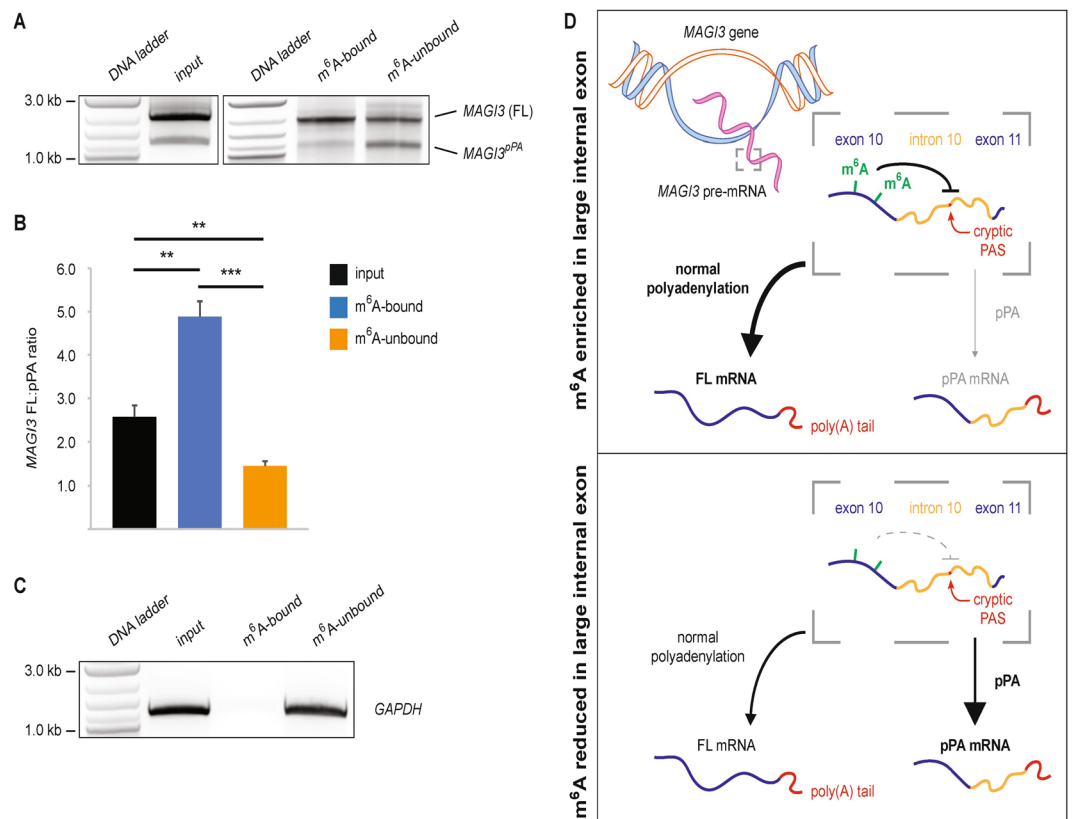 A
DNA ladder
input
DNA ladder
m⁶A-bound
m⁶A-unbound
3.0 kb
1.0 kb
MAGI3 (FL)
MAGI3ᵖᴾᴬ
B
**
**
***
6.0
5.0
4.0
3.0
2.0
1.0
MAGI3 FL:pPA ratio
input
m⁶A-bound
m⁶A-unbound
C
DNA ladder
input
m⁶A-bound
m⁶A-unbound
3.0 kb
1.0 kb
GAPDH
D
m⁶A enriched in large internal exon
MAGI3 gene
MAGI3 pre-mRNA
exon 10 intron 10 exon 11
m⁶A
m⁶A
cryptic
PAS
normal
polyadenylation
pPA
FL mRNA
pPA mRNA
poly(A) tail
m⁶A reduced in large internal exon
exon 10 intron 10 exon 11
cryptic
PAS
normal
polyadenylation
pPA
FL mRNA
pPA mRNA
poly(A) tail